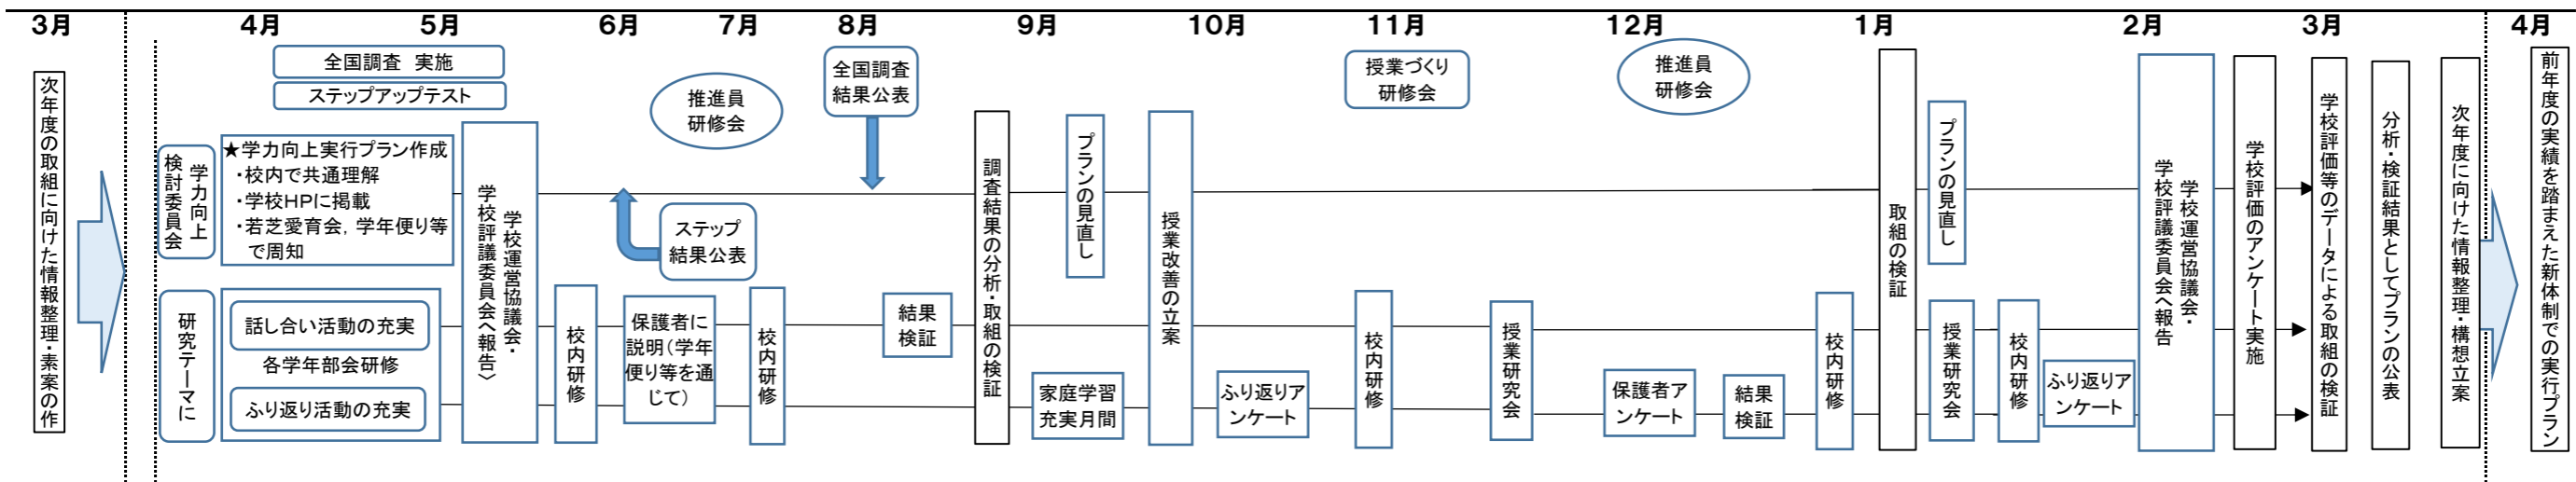 3月
4月
5月
6月
7月
8月
9月
10月
11月
12月
1月
2月
3月
4月
次年度の取組に向けた情報整理・素案の作
全国調査 実施
ステップアップテスト
学力向上
検討委員会
★学力向上実行プラン作成
・校内で共通理解
・学校HPに掲載
・若芝愛育会，学年便り等
で周知
研究テーマに
話し合い活動の充実
各学年部会研修
ふり返り活動の充実
学校運営協議会・
学校評議委員会へ報告〉
校内研修
推進員
研修会
ステップ
結果公表
保護者に
説明（学年
便り等を通
じて）
校内研修
全国調査
結果公表
結果
検証
調査結果の分析・取組の検証
プランの見直し
家庭学習
充実月間
授業改善の立案
ふり返りア
ンケート
授業づくり
研修会
校内研修
授業研究会
推進員
研修会
保護者ア
ンケート
結果
検証
校内研修
取組の検証
プランの見直し
授業研究会
校内研修
ふり返りア
ンケート
学校運営協議会・
学校評議委員会へ報告
学校評価のアンケート実施
学校評価等のデータによる取組の検証
分析・検証結果としてプランの公表
次年度に向けた情報整理・構想立案
前年度の実績を踏まえた新体制での実行プラン